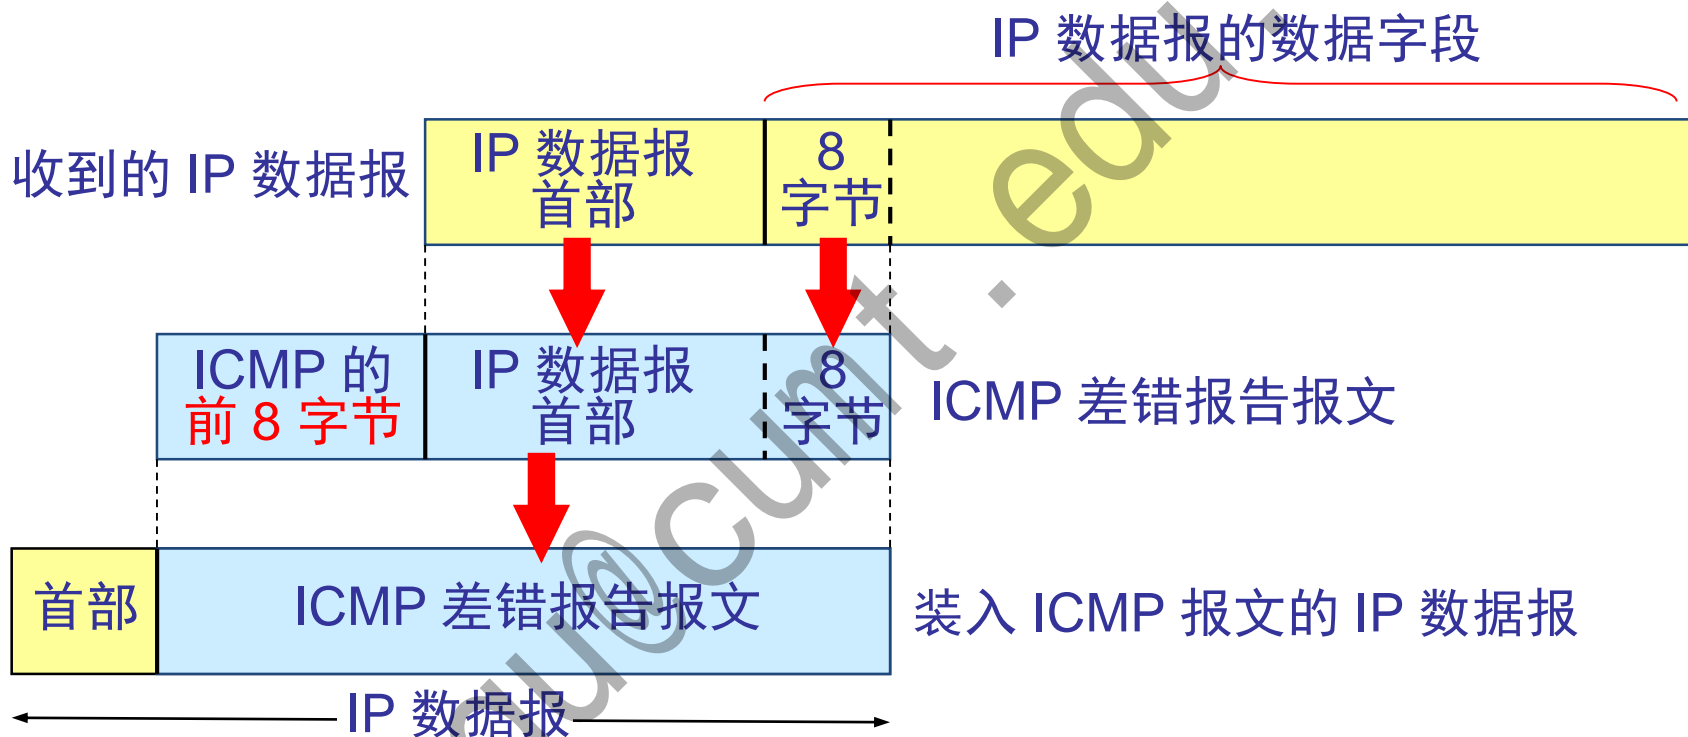 IP 数据报的数据字段
收到的 IP 数据报
IP 数据报
首部
8
字节
ICMP 的
前 8 字节
IP 数据报
首部
8
字节
ICMP 差错报告报文
首部
ICMP 差错报告报文
装入 ICMP 报文的 IP 数据报
IP 数据报